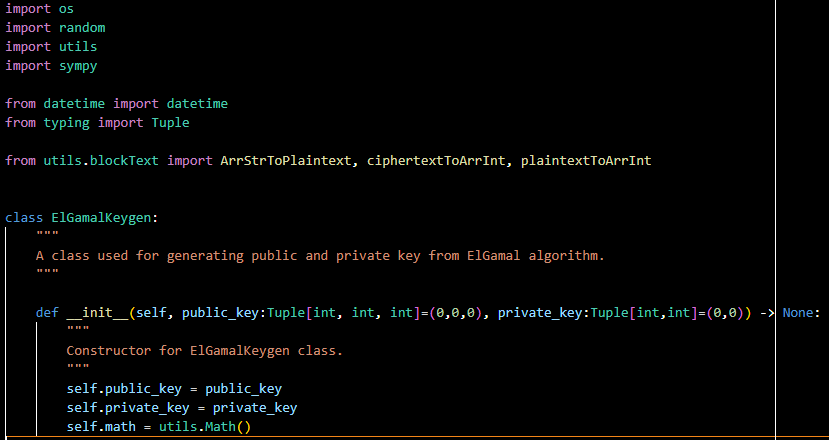 import os
import random
import utils
import sympy
from datetime import datetime
from typing import Tuple
from utils.blockText import ArrStrToPlaintext, ciphertextToArrInt, plaintextToArrInt
class ElGamalKeygen:
"""
A class used for generating public and private key from ElGamal algorithm.
"""
def __init__(self, public_key:Tuple[int, int, int]=(0,0,0), private_key:Tuple[int,int]=(0,0)) -> None:
"""
Constructor for ElGamalKeygen class.
"""
self.public_key = public_key
self.private_key = private_key
self.math = utils.Math()